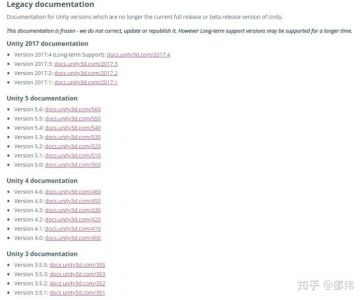 Legacy documentation
Documentation for Unity versions which are no longer the current full release or beta release version of Unity.
This documentation is frozen - we do not correct, update or republish it. However Long-term support versions may be supported for a longer time.
Unity 2017 documentation
Version 2017.4 (Long-term Support): docs.unity3d.com/2017.4
Version 2017.3: docs.unity3d.com/2017.3
Version 2017.2: docs.unity3d.com/2017.2
Version 2017.1: docs.unity3d.com/2017.1
Unity 5 documentation
Version 5.6: docs.unity3d.com/560
Version 5.5: docs.unity3d.com/550
Version 5.4: docs.unity3d.com/540
Version 5.3: docs.unity3d.com/530
Version 5.2: docs.unity3d.com/520
Version 5.1: docs.unity3d.com/510
Version 5.0: docs.unity3d.com/500
Unity 4 documentation
Version 4.6: docs.unity3d.com/460
Version 4.5: docs.unity3d.com/450
Version 4.3: docs.unity3d.com/430
Version 4.2: docs.unity3d.com/420
Version 4.1: docs.unity3d.com/410
Version 4.0: docs.unity3d.com/400
Unity 3 documentation
Version 3.5.5: docs.unity3d.com/355
Version 3.5.3: docs.unity3d.com/353
Version 3.5.2: docs.unity3d.com/352
Version 3.5.1: docs.unity3d.com/351
知乎 @邵伟